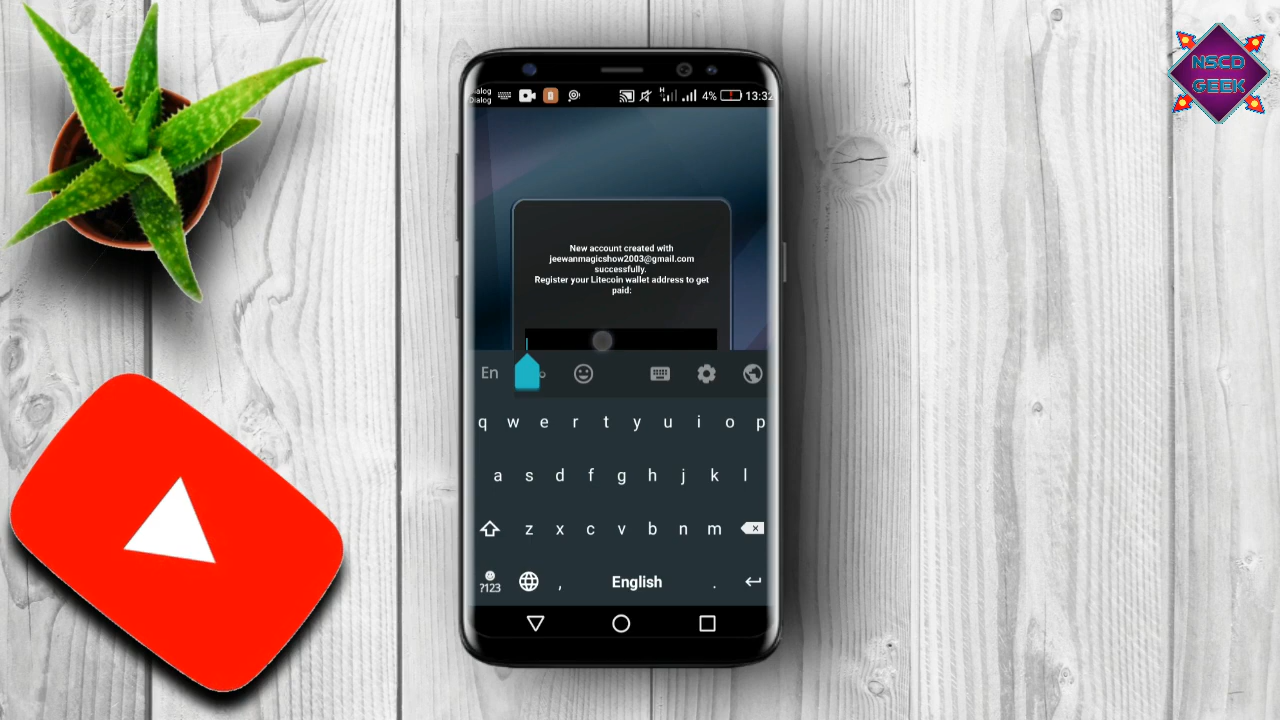 NSCD
GEEK
alog
Dialog
H
4%
13:32
New account created with
jeewanmagicshow2003@gmail.com
successfully.
Register your Litecoin wallet address to get
paid:
En
q w e r t y u i o p
a s d f g h j k l
z x c v b n m
?123 , English .